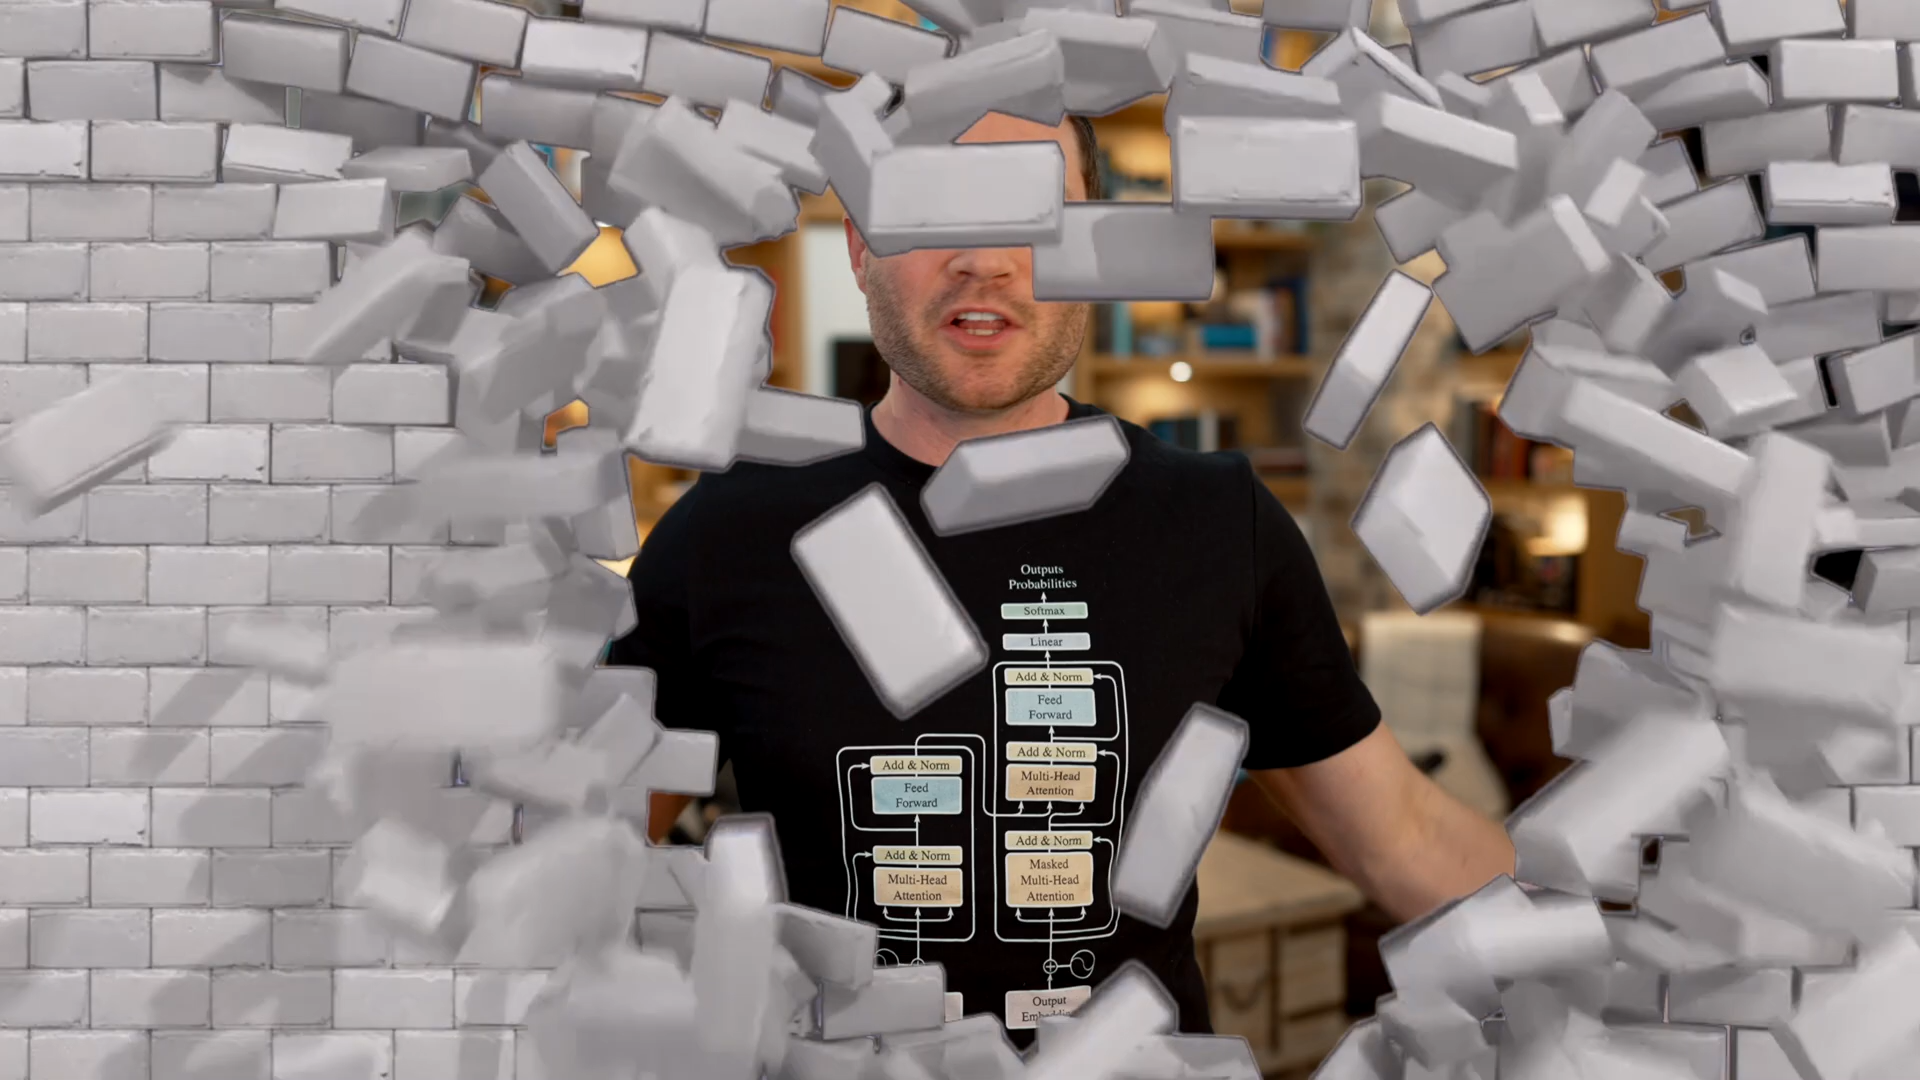 Outputs
Probabilities
Softmax
Linear
Add & Norm
Feed
Forward
Add & Norm
Multi-Head
Attention
Add & Norm
Feed
Forward
Add & Norm
Multi-Head
Attention
Add & Norm
Masked
Multi-Head
Attention
Output